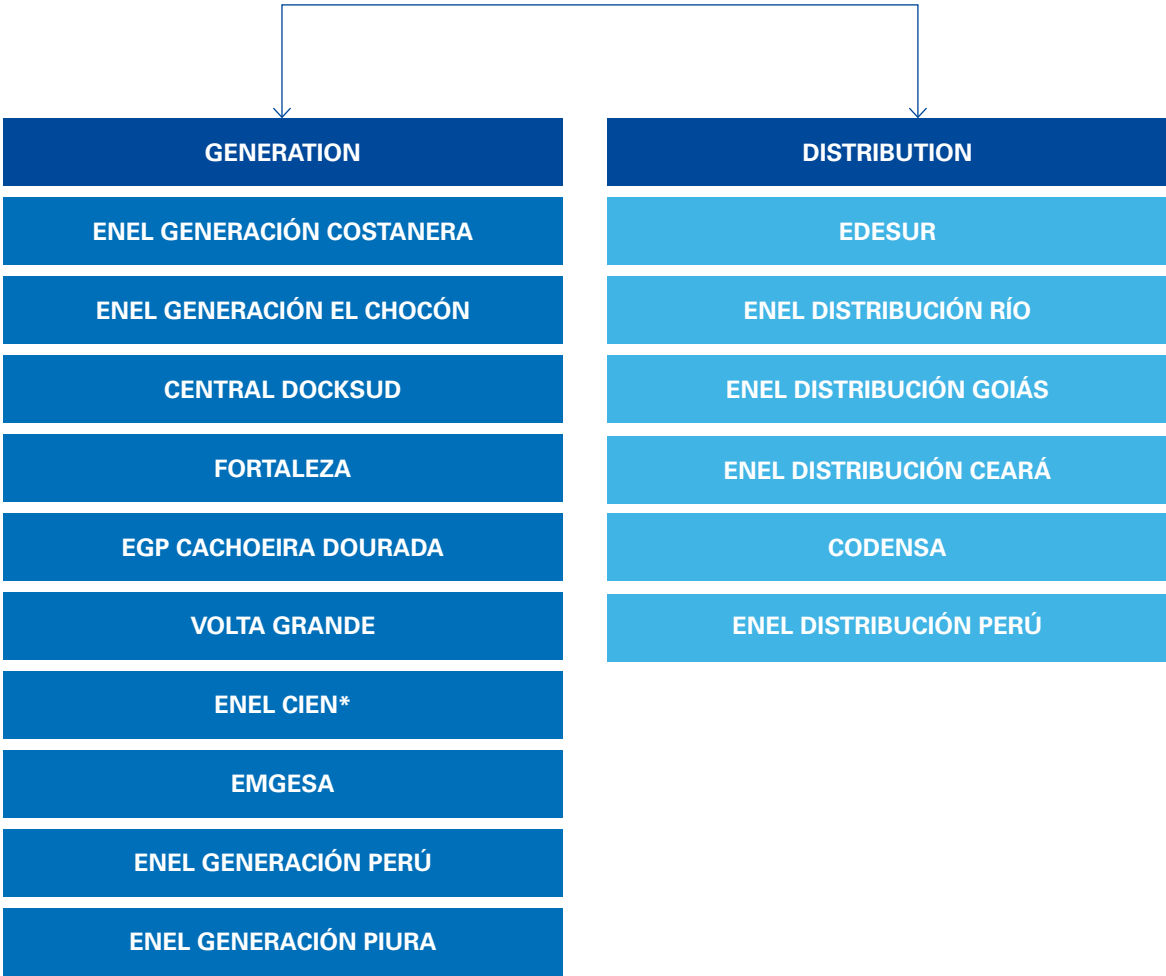 GENERATION
ENEL GENERACIÓN COSTANERA
ENEL GENERACIÓN EL CHOCÓN
CENTRAL DOCKSUD
FORTALEZA
EGP CACHOEIRA DOURADA
VOLTA GRANDE
ENEL CIEN*
EMGESA
ENEL GENERACIÓN PERÚ
ENEL GENERACIÓN PIURA
DISTRIBUTION
EDESUR
ENEL DISTRIBUCIÓN RÍO
ENEL DISTRIBUCIÓN GOIÁS
ENEL DISTRIBUCIÓN CEARÁ
CODENSA
ENEL DISTRIBUCIÓN PERÚ